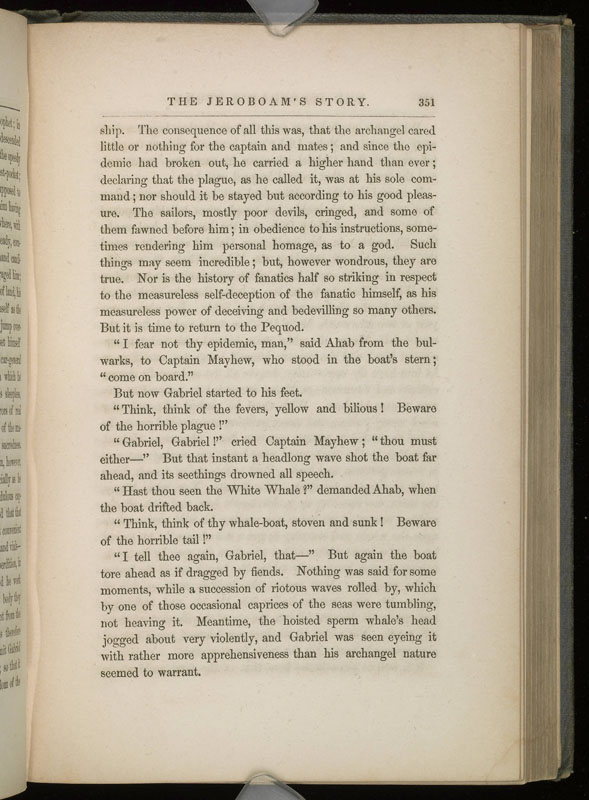 THE JEROBOAM'S STORY. 351
ship. The consequence of all this was, that the archangel cared
little or nothing for the captain and mates; and since the epi-
demic had broken out, he carried a higher hand than ever;
declaring that the plague, as he called it, was at his sole com-
mand; nor should it be stayed but according to his good pleas-
ure. The sailors, mostly poor devils, cringed, and some of
them fawned before him; in obedience to his instructions, some-
times rendering him personal homage, as to a god. Such
things may seem incredible; but, however wondrous, they are
true. Nor is the history of fanatics half so striking in respect
to the measureless self-deception of the fanatic himself, as his
measureless power of deceiving and bedevilling so many others.
But it is time to return to the Pequod.
"I fear not thy epidemic, man," said Ahab from the bul-
warks, to Captain Mayhew, who stood in the boat's stern;
"come on board."
But now Gabriel started to his feet.
"Think, think of the fevers, yellow and bilious! Beware
of the horrible plague!"
"Gabriel, Gabriel!" cried Captain Mayhew; "thou must
either—" But that instant a headlong wave shot the boat far
ahead, and its seethings drowned all speech.
"Hast thou seen the White Whale?" demanded Ahab, when
the boat drifted back.
"Think, think of thy whale-boat, stoven and sunk! Beware
of the horrible tail!"
"I tell thee again, Gabriel, that—" But again the boat
tore ahead as if dragged by fiends. Nothing was said for some
moments, while a succession of riotous waves rolled by, which
by one of those occasional caprices of the seas were tumbling,
not heaving it. Meantime, the hoisted sperm whale's head
jogged about very violently, and Gabriel was seen eyeing it
with rather more apprehensiveness than his archangel nature
seemed to warrant.